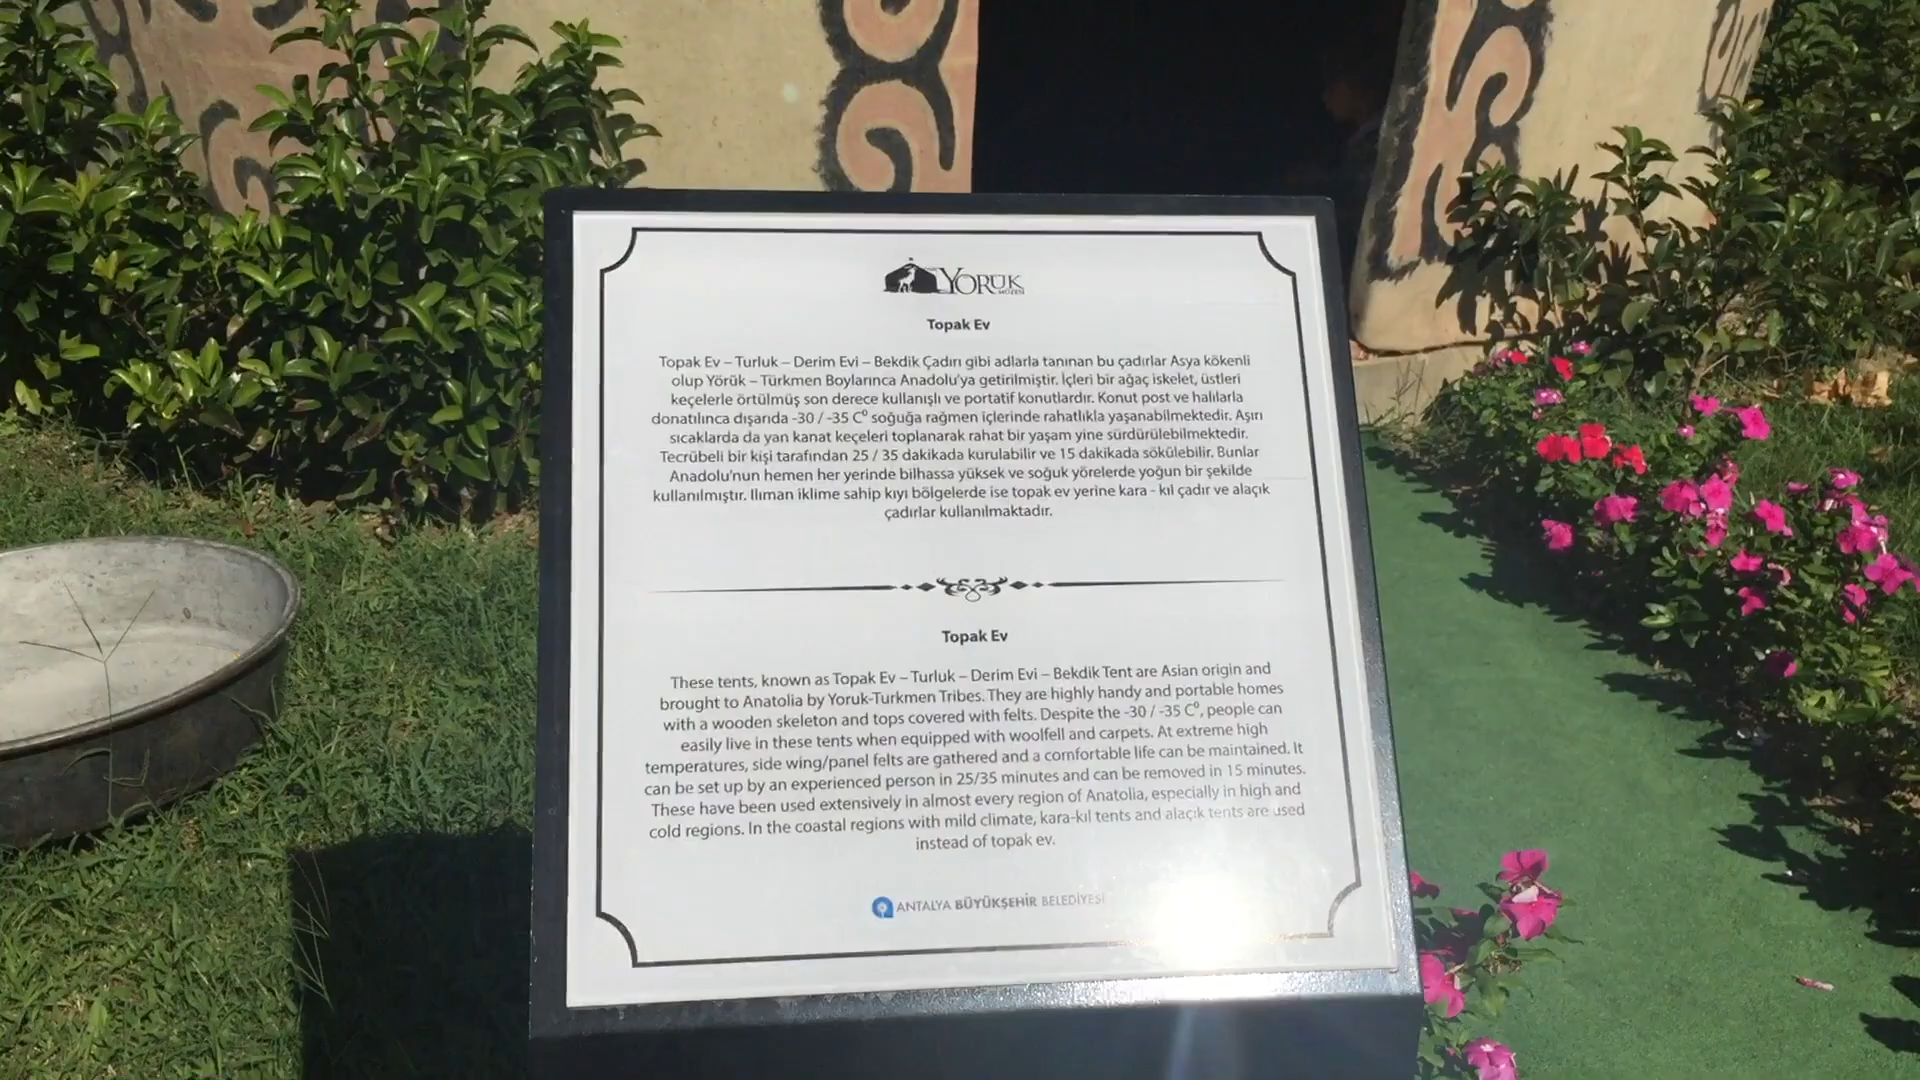 YÖRÜK
MÜZESİ
Topak Ev
Topak Ev – Turluk – Derim Evi – Bekdik Çadırı gibi adlarla tanınan bu çadırlar Asya kökenli
olup Yörük – Türkmen Boylarınca Anadolu'ya getirilmiştir. İçleri bir ağaç iskelet, üstleri
keçelerle örtülmüş son derece kullanışlı ve portatif konutlardır. Konut post ve halılarla
donatılınca dışarıda -30 / -35 C⁰ soğuğa rağmen içlerinde rahatlıkla yaşanabilmektedir. Aşırı
sıcaklarda da yan kanat keçeleri toplanarak rahat bir yaşam yine sürdürülebilmektedir.
Tecrübeli bir kişi tarafından 25 / 35 dakikada kurulabilir ve 15 dakikada sökülebilir. Bunlar
Anadolu'nun hemen her yerinde bilhassa yüksek ve soğuk yörelerde yoğun bir şekilde
kullanılmıştır. Ilıman iklime sahip kıyı bölgelerde ise topak ev yerine kara - kıl çadır ve alaçık
çadırlar kullanılmaktadır.
Topak Ev
These tents, known as Topak Ev – Turluk – Derim Evi – Bekdik Tent are Asian origin and
brought to Anatolia by Yoruk-Turkmen Tribes. They are highly handy and portable homes
with a wooden skeleton and tops covered with felts. Despite the -30 / -35 C⁰, people can
easily live in these tents when equipped with woolfell and carpets. At extreme high
temperatures, side wing/panel felts are gathered and a comfortable life can be maintained. It
can be set up by an experienced person in 25/35 minutes and can be removed in 15 minutes.
These have been used extensively in almost every region of Anatolia, especially in high and
cold regions. In the coastal regions with mild climate, kara-kıl tents and alaçık tents are used
instead of topak ev.
ANTALYA BÜYÜKŞEHİR BELEDİYESİ